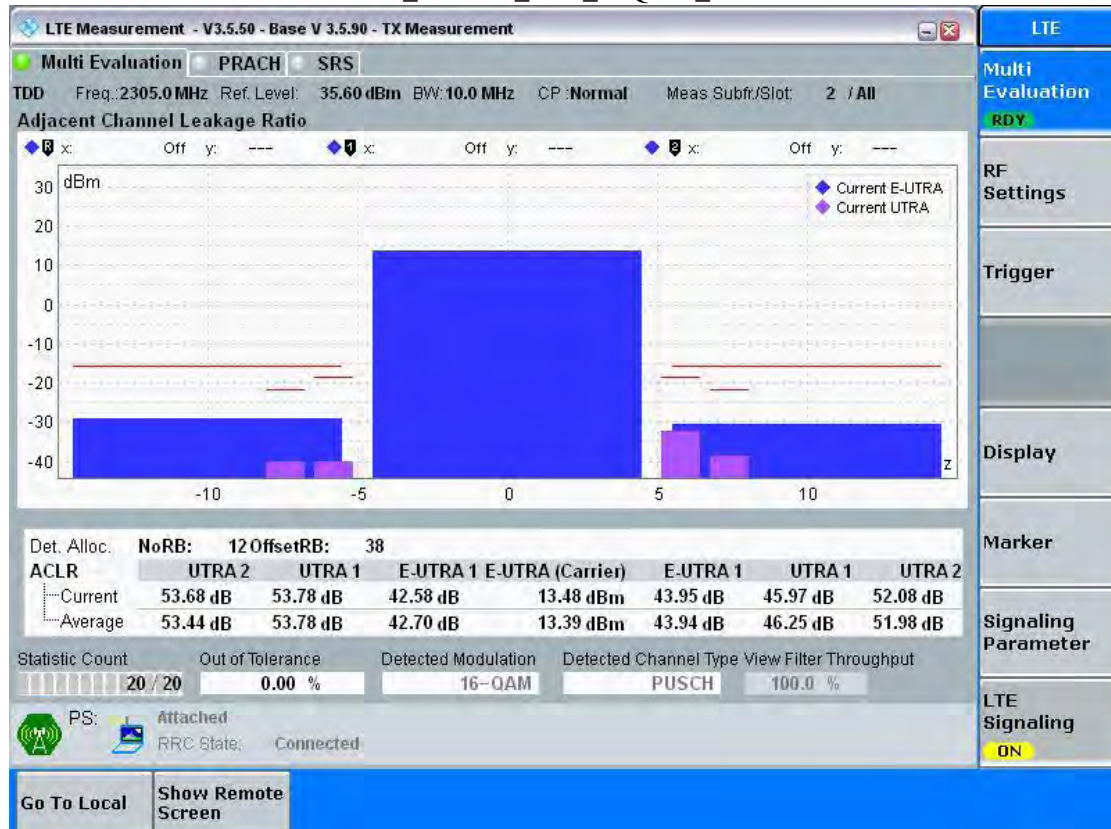 LTE Measurement - V3.5.50 - Base V 3.5.90 - TX Measurement
Multi Evaluation PRACH SRS
TDD Freq.:2305.0 MHz Ref. Level: 35.60 dBm BW:10.0 MHz CP :Normal Meas Subfr./Slot: 2 / All
Adjacent Channel Leakage Ratio
R x: Off y: --- 1 x: Off y: --- 2 x: Off y: ---
dBm
Current E-UTRA
Current UTRA
30
20
10
0
-10
-20
-30
-40
z
-10 -5 0 5 10
Det. Alloc. NoRB: 12 OffsetRB: 38
ACLR UTRA 2 UTRA 1 E-UTRA 1 E-UTRA (Carrier) E-UTRA 1 UTRA 1 UTRA 2
Current 53.68 dB 53.78 dB 42.58 dB 13.48 dBm 43.95 dB 45.97 dB 52.08 dB
Average 53.44 dB 53.78 dB 42.70 dB 13.39 dBm 43.94 dB 46.25 dB 51.98 dB
Statistic Count Out of Tolerance Detected Modulation Detected Channel Type View Filter Throughput
20 / 20 0.00 % 16-QAM PUSCH 100.0 %
PS: Attached
RRC State: Connected
Go To Local
Show Remote
Screen
LTE
Multi
Evaluation
RDY
RF
Settings
Trigger
Display
Marker
Signaling
Parameter
LTE
Signaling
ON